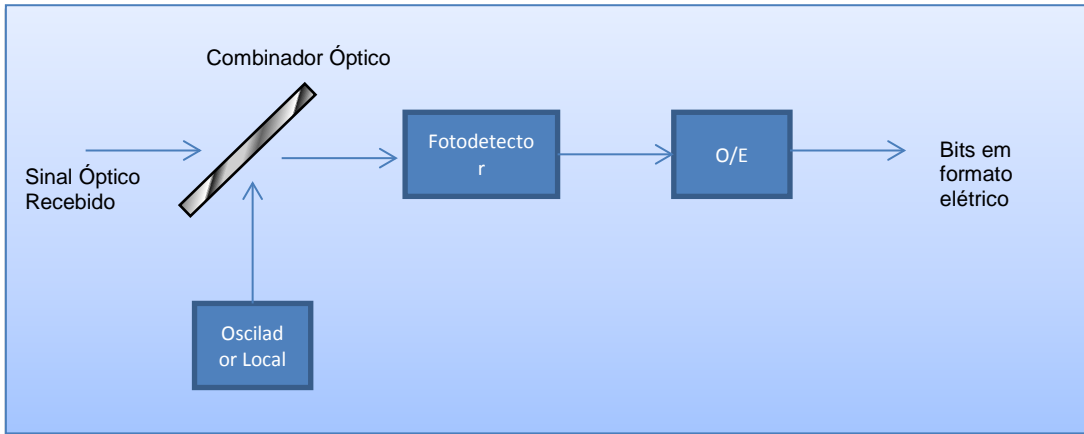 Combinador Óptico
Sinal Óptico
Recebido
Fotodetecto
r
O/E
Bits em
formato
elétrico
Oscilad
or Local